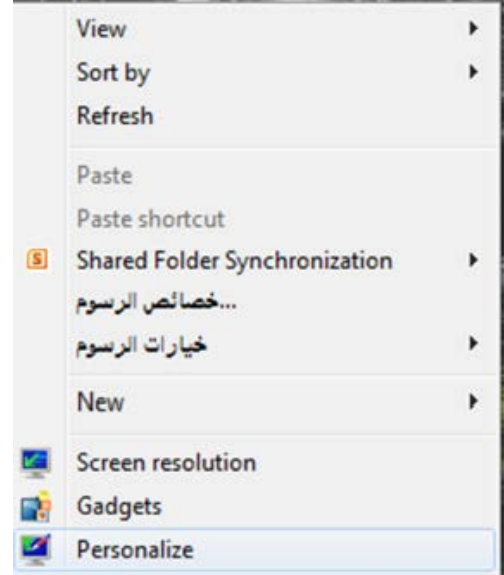 View
Sort by
Refresh
Paste
Paste shortcut
S
Shared Folder Synchronization
خصائص الرسوم...
خيارات الرسوم
New
Screen resolution
Gadgets
Personalize